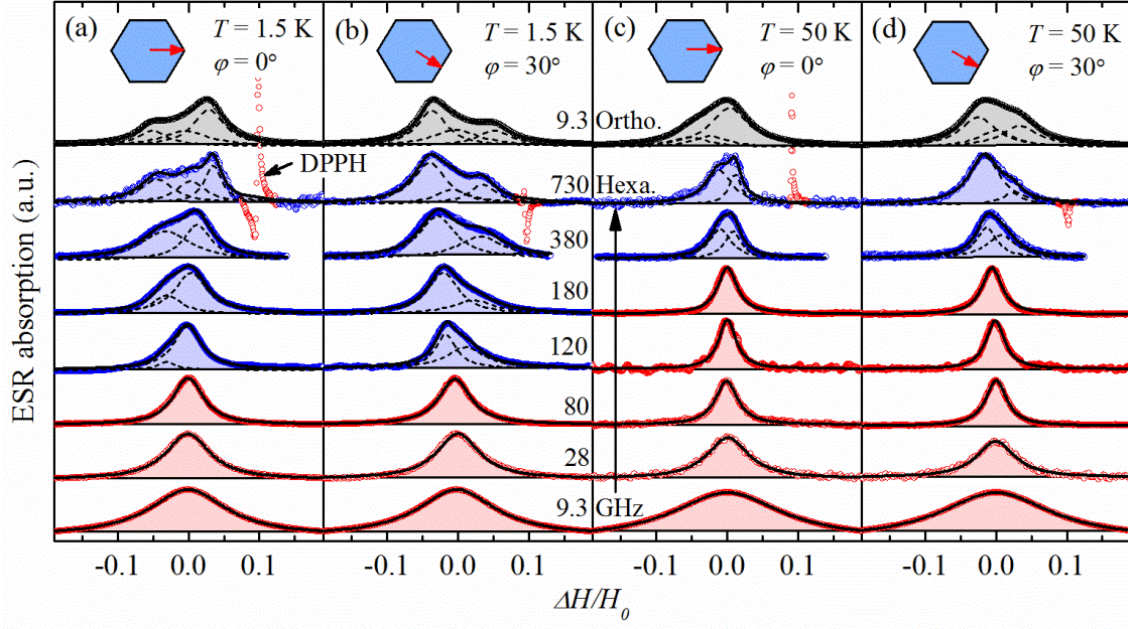 (a) T = 1.5 K (b) T = 1.5 K (c) T = 50 K (d) T = 50 K
φ = 0° φ = 30° φ = 0° φ = 30°
9.3 Ortho.
DPPH
730 Hexa.
380
180
120
80
28
9.3 GHz
ESR absorption (a.u.)
-0.1 0.0 0.1 -0.1 0.0 0.1 -0.1 0.0 0.1 -0.1 0.0 0.1
ΔH/H0